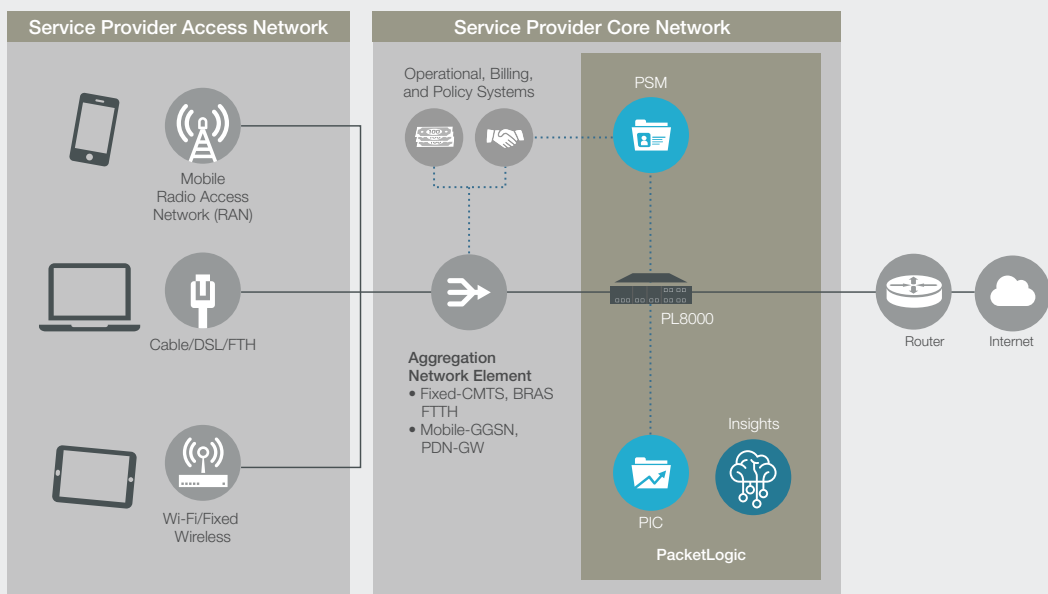 Service Provider Access Network
Mobile
Radio Access
Network (RAN)
Cable/DSL/FTH
Wi-Fi/Fixed
Wireless
Service Provider Core Network
Operational, Billing,
and Policy Systems
100
Aggregation
Network Element
• Fixed-CMTS, BRAS
FTTH
• Mobile-GGSN,
PDN-GW
PSM
PL8000
Insights
PIC
PacketLogic
Router
Internet